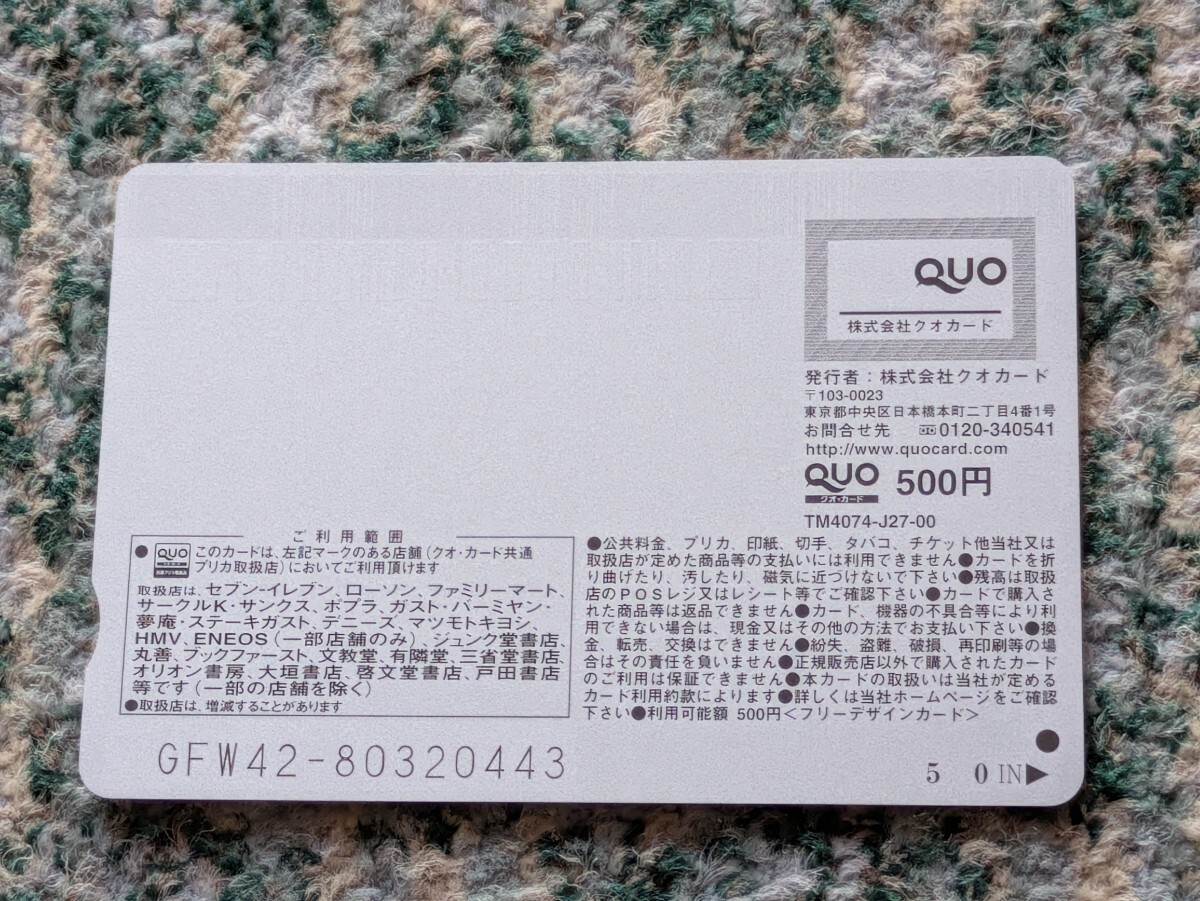 QUO
株式会社クオカード
発行者：株式会社クオカード
〒103-0023
東京都中央区日本橋本町二丁目4番1号
お問合せ先 0120-340541
http://www.quocard.com
QUO 500円
クオ・カード
TM4074-J27-00
ご利用範囲
●QUO このカードは、左記マークのある店舗（クオ・カード共通
プリカ取扱店）においてご利用頂けます
取扱店は、セブン-イレブン、ローソン、ファミリーマート、
サークルK・サンクス、ポプラ、ガスト・バーミヤン・
夢庵・ステーキガスト、デニーズ、マツモトキヨシ、
HMV、ENEOS（一部店舗のみ）、ジュンク堂書店、
丸善、ブックファースト、文教堂、有隣堂、三省堂書店、
オリオン書房、大垣書店、啓文堂書店、戸田書店
等です（一部の店舗を除く）
●取扱店は、増減することがあります
●公共料金、プリカ、印紙、切手、タバコ、チケット他当社又は
取扱店が定めた商品等の支払いには利用できません●カードを折
り曲げたり、汚したり、磁気に近づけないで下さい●残高は取扱
店のPOSレジ又はレシート等でご確認下さい●カードで購入さ
れた商品等は返品できません●カード、機器の不具合等により利
用できない場合は、現金又はその他の方法でお支払い下さい●換
金、転売、交換はできません●紛失、盗難、破損、再印刷等の場
合はその責任を負いません●正規販売店以外で購入されたカード
のご利用は保証できません●本カードの取扱いは当社が定める
カード利用約款によります●詳しくは当社ホームページをご確認
下さい●利用可能額 500円＜フリーデザインカード＞
GFW42-80320443
5 0 IN▶